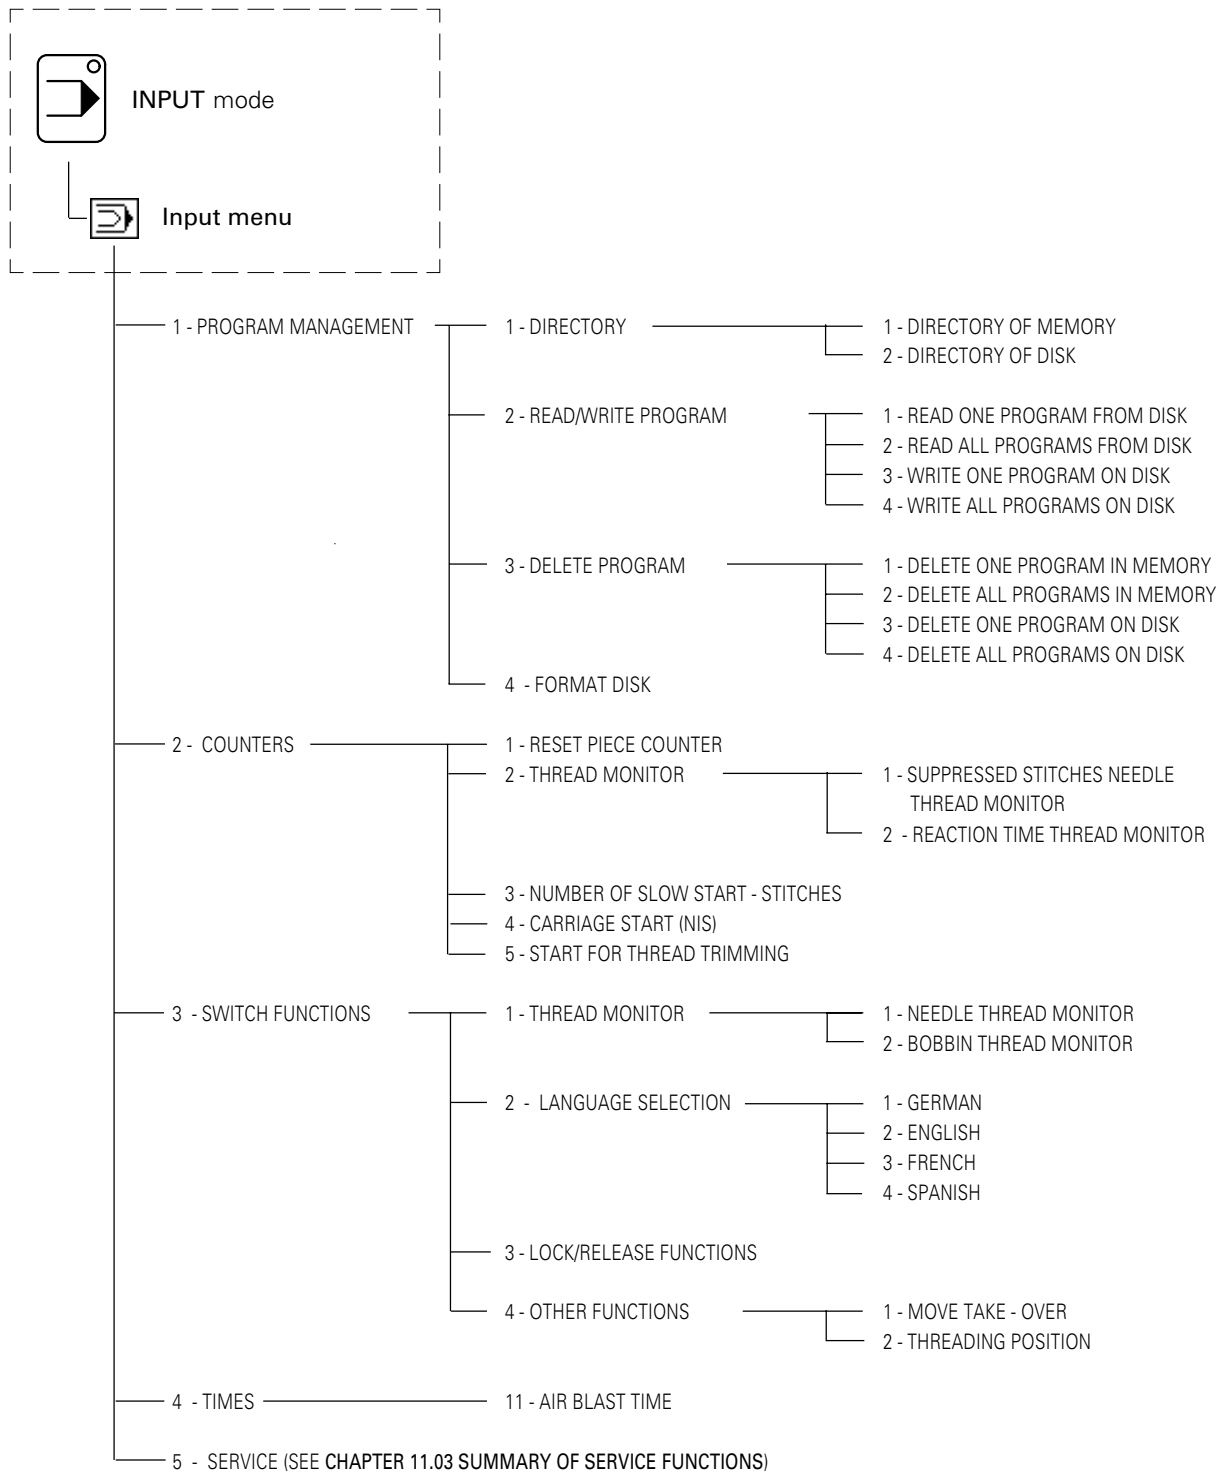 INPUT mode
Input menu
1 - PROGRAM MANAGEMENT
1 - DIRECTORY
1 - DIRECTORY OF MEMORY
2 - DIRECTORY OF DISK
2 - READ/WRITE PROGRAM
1 - READ ONE PROGRAM FROM DISK
2 - READ ALL PROGRAMS FROM DISK
3 - WRITE ONE PROGRAM ON DISK
4 - WRITE ALL PROGRAMS ON DISK
3 - DELETE PROGRAM
1 - DELETE ONE PROGRAM IN MEMORY
2 - DELETE ALL PROGRAMS IN MEMORY
3 - DELETE ONE PROGRAM ON DISK
4 - DELETE ALL PROGRAMS ON DISK
4 - FORMAT DISK
2 - COUNTERS
1 - RESET PIECE COUNTER
2 - THREAD MONITOR
1 - SUPPRESSED STITCHES NEEDLE
THREAD MONITOR
2 - REACTION TIME THREAD MONITOR
3 - NUMBER OF SLOW START - STITCHES
4 - CARRIAGE START (NIS)
5 - START FOR THREAD TRIMMING
3 - SWITCH FUNCTIONS
1 - THREAD MONITOR
1 - NEEDLE THREAD MONITOR
2 - BOBBIN THREAD MONITOR
2 - LANGUAGE SELECTION
1 - GERMAN
2 - ENGLISH
3 - FRENCH
4 - SPANISH
3 - LOCK/RELEASE FUNCTIONS
4 - OTHER FUNCTIONS
1 - MOVE TAKE - OVER
2 - THREADING POSITION
4 - TIMES
11 - AIR BLAST TIME
5 - SERVICE (SEE CHAPTER 11.03 SUMMARY OF SERVICE FUNCTIONS)